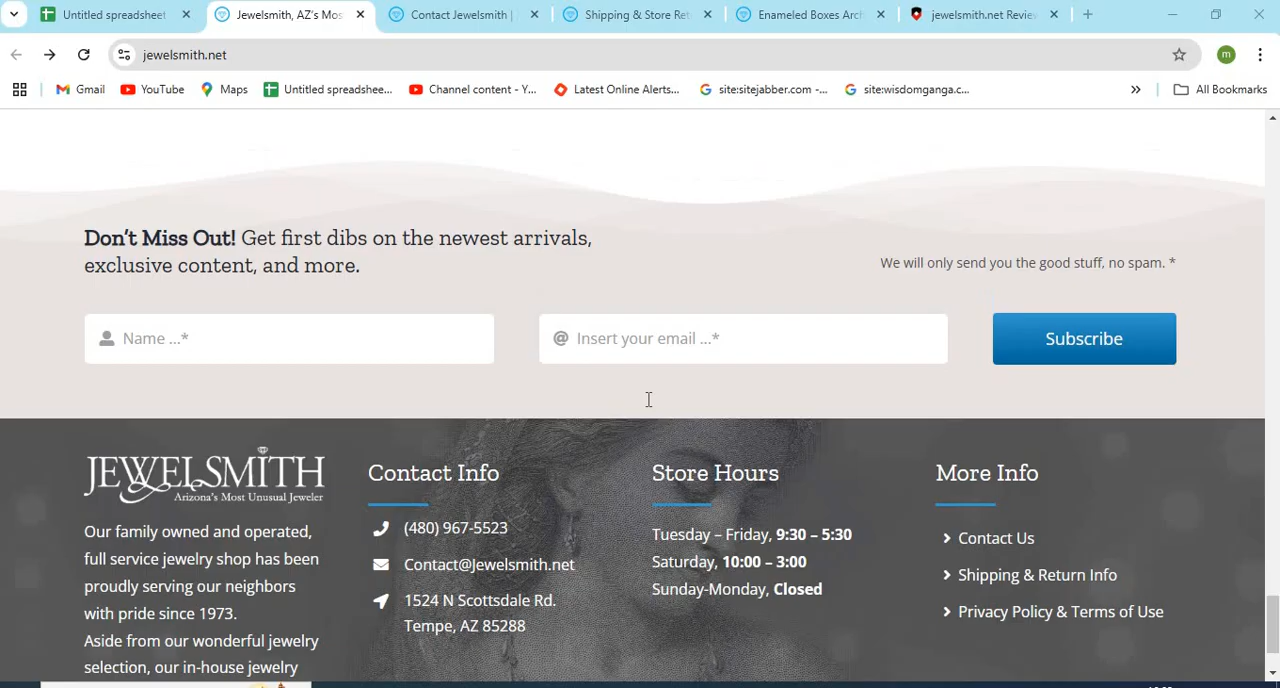 Untitled spreadsheet
Jewelsmith, AZ's Mos
Contact Jewelsmith |
Shipping & Store Ret
Enameled Boxes Arch
jewelsmith.net Review
jewelsmith.net
m
Gmail
YouTube
Maps
Untitled spreadshee...
Channel content - Y...
Latest Online Alerts...
site:sitejabber.com -...
site:wisdomganga.c...
All Bookmarks
Don't Miss Out! Get first dibs on the newest arrivals,
exclusive content, and more.
We will only send you the good stuff, no spam. *
Name ...*
Insert your email ...*
Subscribe
JEWELSMITH
Arizona's Most Unusual Jeweler
Our family owned and operated,
full service jewelry shop has been
proudly serving our neighbors
with pride since 1973.
Aside from our wonderful jewelry
selection, our in-house jewelry
Contact Info
(480) 967-5523
Contact@Jewelsmith.net
1524 N Scottsdale Rd.
Tempe, AZ 85288
Store Hours
Tuesday – Friday, 9:30 – 5:30
Saturday, 10:00 – 3:00
Sunday-Monday, Closed
More Info
Contact Us
Shipping & Return Info
Privacy Policy & Terms of Use